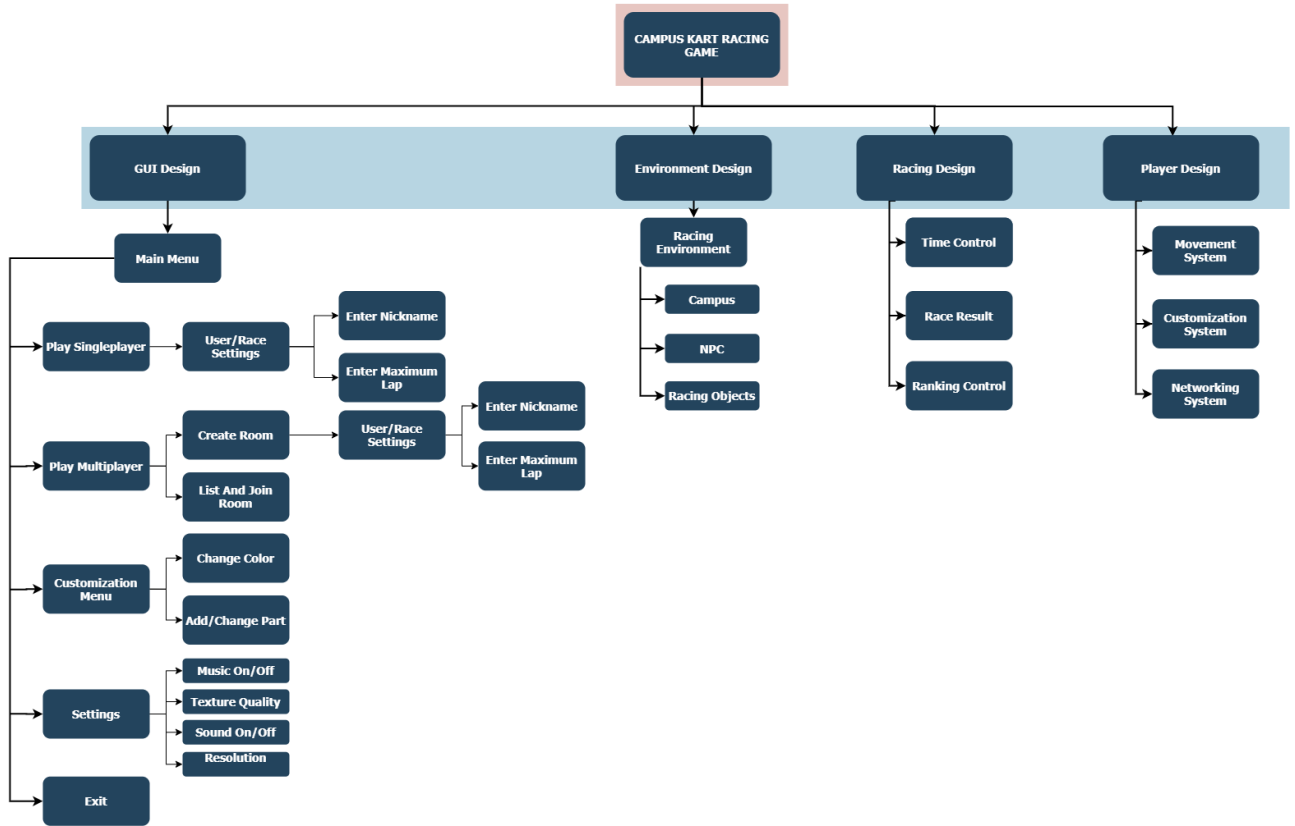 CAMPUS KART RACING
GAME
GUI Design
Environment Design
Racing Design
Player Design
Main Menu
Play Singleplayer
User/Race
Settings
Enter Nickname
Enter Maximum
Lap
Play Multiplayer
Create Room
User/Race
Settings
Enter Nickname
Enter Maximum
Lap
List And Join
Room
Customization
Menu
Change Color
Add/Change Part
Settings
Music On/Off
Texture Quality
Sound On/Off
Resolution
Exit
Racing
Environment
Campus
NPC
Racing Objects
Time Control
Race Result
Ranking Control
Movement
System
Customization
System
Networking
System